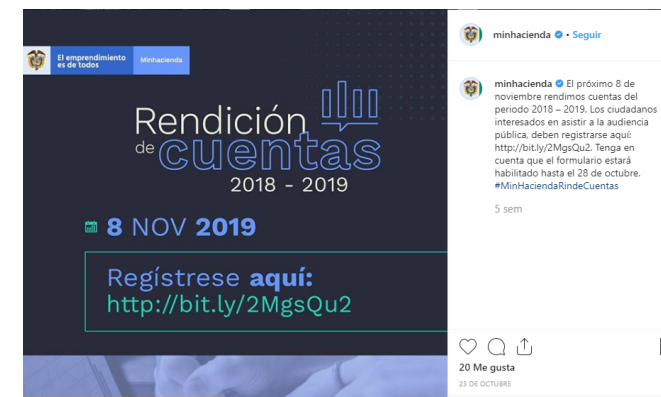 El emprendimiento
es de todos
Minhacienda
Rendición
de cuentas
2018 - 2019
8 NOV 2019
Regístrese aquí:
http://bit.ly/2MgsQu2
minhacienda • Seguir
minhacienda El próximo 8 de
noviembre rendimos cuentas del
periodo 2018 – 2019. Los ciudadanos
interesados en asistir a la audiencia
pública, deben registrarse aquí:
http://bit.ly/2MgsQu2. Tenga en
cuenta que el formulario estará
habilitado hasta el 28 de octubre.
#MinHaciendaRindeCuentas
5 sem
20 Me gusta
23 DE OCTUBRE